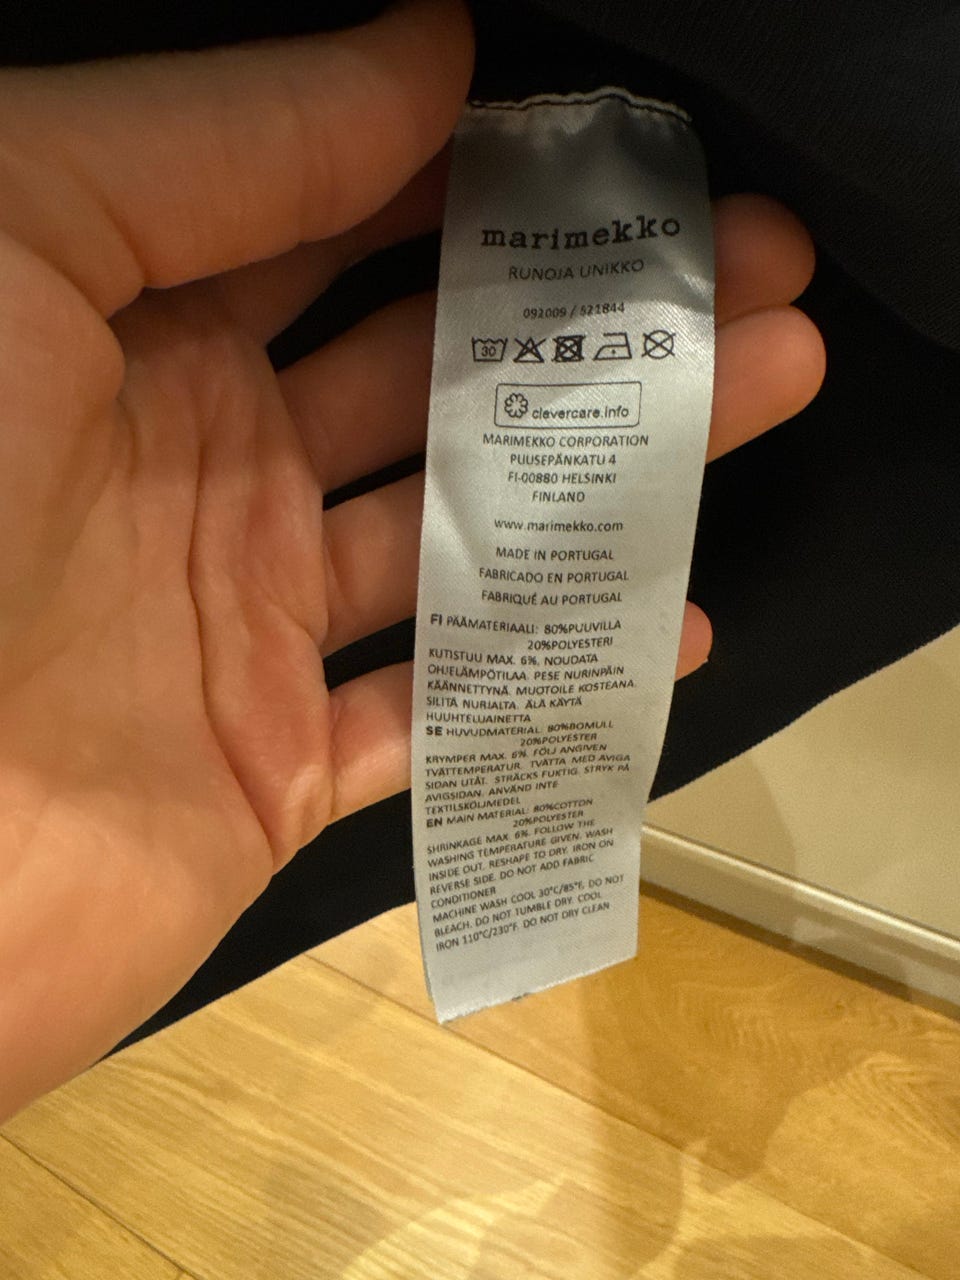 marimekko
RUNOJA UNIKKO
092009 / 521844
30
clevercare.info
MARIMEKKO CORPORATION
PUUSEPÄNKATU 4
FI-00880 HELSINKI
FINLAND
www.marimekko.com
MADE IN PORTUGAL
FABRICADO EN PORTUGAL
FABRIQUÉ AU PORTUGAL
FI PÄÄMATERIAALI: 80%PUUVILLA
20%POLYESTERI
KUTISTUU MAX. 6%. NOUDATA
OHJELÄMPÖTILAA. PESE NURINPÄIN
KÄÄNNETTYNÄ. MUOTOILE KOSTEANA.
SILITÄ NURJALTA. ÄLÄ KÄYTÄ
HUUHTELUAINETTA
SE HUVUDMATERIAL: 80%BOMULL
20%POLYESTER
KRYMPER MAX. 6%. FÖLJ ANGIVEN
TVÄTTEMPERATUR. TVÄTTA MED AVIGA
SIDAN UTÅT. STRÄCKS FUKTIG. STRYK PÅ
AVIGSIDAN. ANVÄND INTE
TEXTILSKÖLJMEDEL
EN MAIN MATERIAL: 80%COTTON
20%POLYESTER
SHRINKAGE MAX. 6%. FOLLOW THE
WASHING TEMPERATURE GIVEN. WASH
INSIDE OUT. RESHAPE TO DRY. IRON ON
REVERSE SIDE. DO NOT ADD FABRIC
CONDITIONER
MACHINE WASH COOL 30°C/85°F, DO NOT
BLEACH. DO NOT TUMBLE DRY. COOL
IRON 110°C/230°F. DO NOT DRY CLEAN